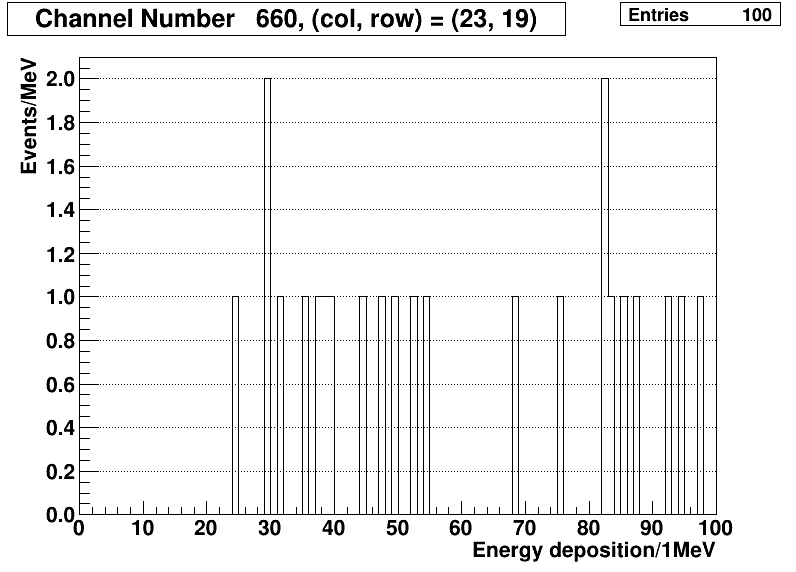 Channel Number 660, (col, row) = (23, 19)
Entries 100
Events/MeV
2.0
1.8
1.6
1.4
1.2
1.0
0.8
0.6
0.4
0.2
0.0
0 10 20 30 40 50 60 70 80 90 100
Energy deposition/1MeV